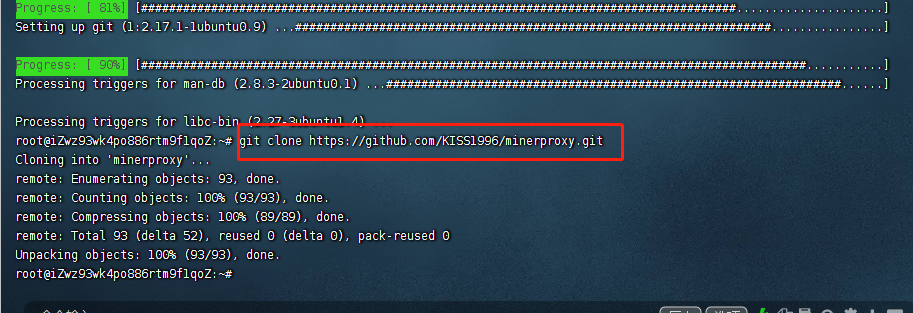 Progress: [ 81%] [##########################################################################################.................]
Setting up git (1:2.17.1-1ubuntu0.9) ...##########################################################.............]
Progress: [ 90%] [####################################################################################################...........]
Processing triggers for man-db (2.8.3-2ubuntu0.1) ...##########################################################......]
Processing triggers for libc-bin (2.27-3ubuntu1.4) ...
root@iZwz93wk4po886rtm9f1qoZ:~# git clone https://github.com/KISS1996/minerproxy.git
Cloning into 'minerproxy'...
remote: Enumerating objects: 93, done.
remote: Counting objects: 100% (93/93), done.
remote: Compressing objects: 100% (89/89), done.
remote: Total 93 (delta 52), reused 0 (delta 0), pack-reused 0
Unpacking objects: 100% (93/93), done.
root@iZwz93wk4po886rtm9f1qoZ:~#